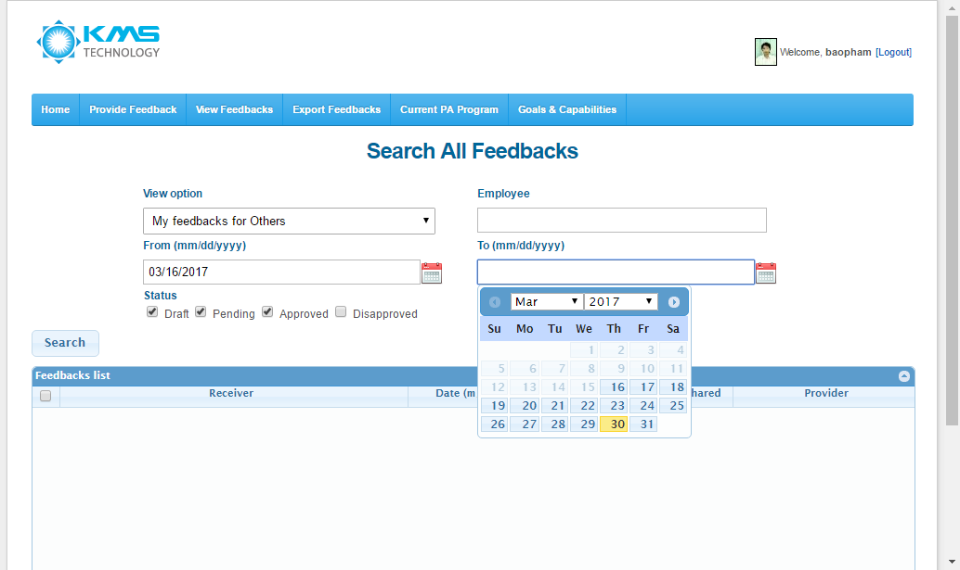 KMS
TECHNOLOGY
Welcome, baopham [Logout]
Home Provide Feedback View Feedbacks Export Feedbacks Current PA Program Goals & Capabilities
Search All Feedbacks
View option Employee
My feedbacks for Others
From (mm/dd/yyyy) To (mm/dd/yyyy)
03/16/2017
Status
Draft Pending Approved Disapproved
Mar 2017
Su Mo Tu We Th Fr Sa
1 2 3 4
5 6 7 8 9 10 11
12 13 14 15 16 17 18
19 20 21 22 23 24 25
26 27 28 29 30 31
Search
Feedbacks list
Receiver Date (m hared Provider